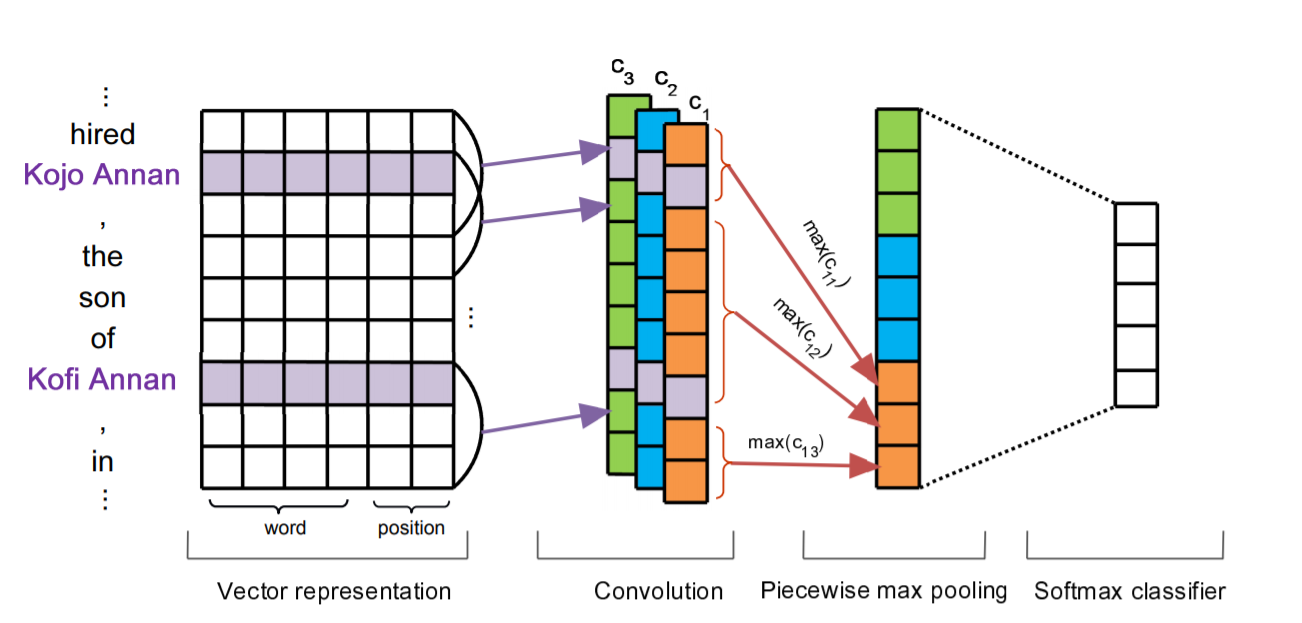 ⋮
hired
Kojo Annan
,
the
son
of
Kofi Annan
,
in
⋮
word
position
⋮
c3
c2
c1
max(c11)
max(c12)
max(c13)
Vector representation
Convolution
Piecewise max pooling
Softmax classifier